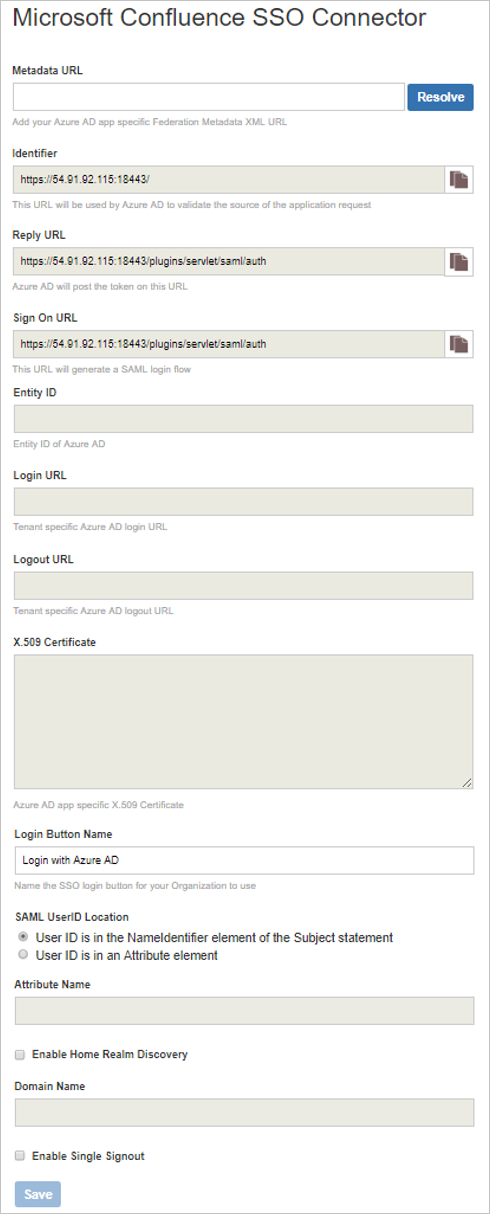 Microsoft Confluence SSO Connector
Metadata URL
Resolve
Add your Azure AD app specific Federation Metadata XML URL
Identifier
https://54.91.92.115:18443/
This URL will be used by Azure AD to validate the source of the application request
Reply URL
https://54.91.92.115:18443/plugins/servlet/saml/auth
Azure AD will post the token on this URL
Sign On URL
https://54.91.92.115:18443/plugins/servlet/saml/auth
This URL will generate a SAML login flow
Entity ID
Entity ID of Azure AD
Login URL
Tenant specific Azure AD login URL
Logout URL
Tenant specific Azure AD logout URL
X.509 Certificate
Azure AD app specific X.509 Certificate
Login Button Name
Login with Azure AD
Name the SSO login button for your Organization to use
SAML UserID Location
User ID is in the NameIdentifier element of the Subject statement
User ID is in an Attribute element
Attribute Name
Enable Home Realm Discovery
Domain Name
Enable Single Signout
Save